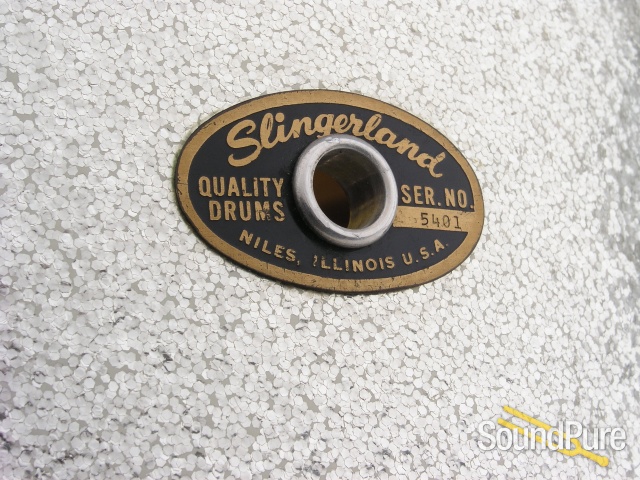 Slingerland
QUALITY
DRUMS
SER. NO.
5401
NILES, ILLINOIS U.S.A.
SoundPure